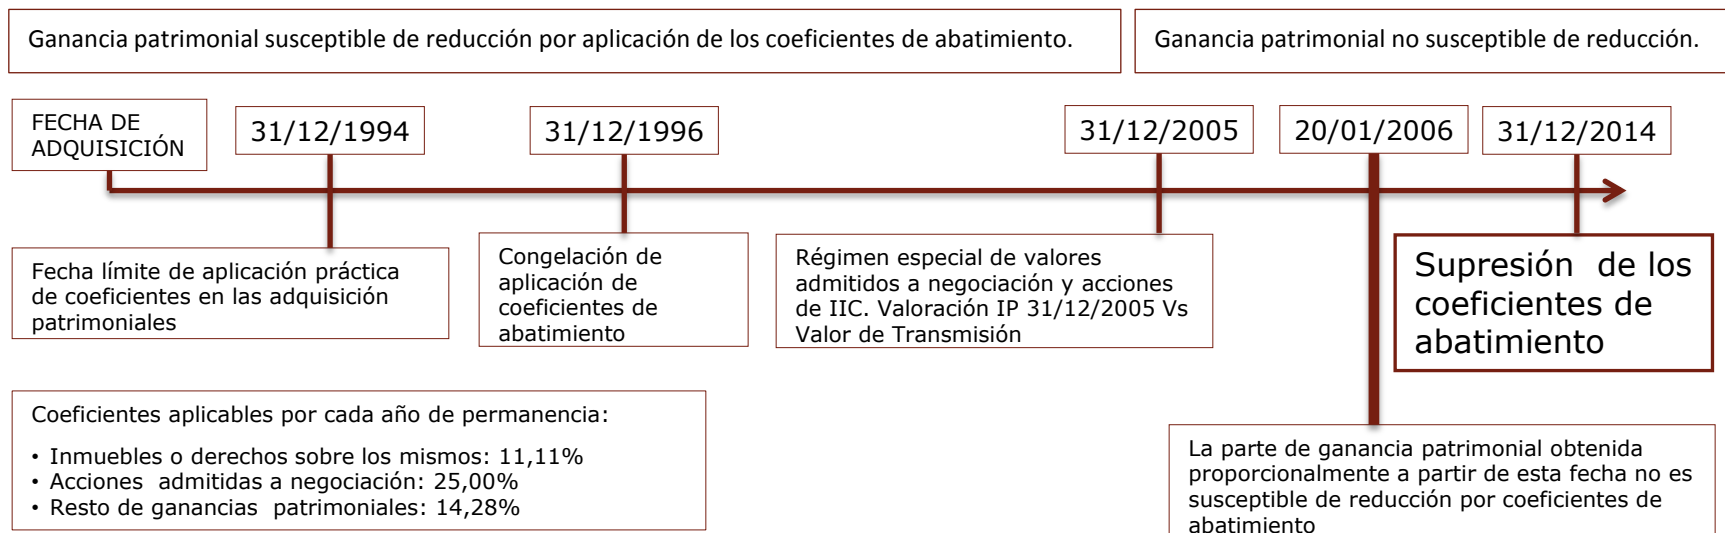 Ganancia patrimonial susceptible de reducción por aplicación de los coeficientes de abatimiento.
Ganancia patrimonial no susceptible de reducción.
FECHA DE
ADQUISICIÓN
31/12/1994
31/12/1996
31/12/2005
20/01/2006
31/12/2014
Fecha límite de aplicación práctica
de coeficientes en las adquisición
patrimoniales
Congelación de
aplicación de
coeficientes de
abatimiento
Régimen especial de valores
admitidos a negociación y acciones
de IIC. Valoración IP 31/12/2005 Vs
Valor de Transmisión
Supresión de los
coeficientes de
abatimiento
Coeficientes aplicables por cada año de permanencia:
• Inmuebles o derechos sobre los mismos: 11,11%
• Acciones admitidas a negociación: 25,00%
• Resto de ganancias patrimoniales: 14,28%
La parte de ganancia patrimonial obtenida
proporcionalmente a partir de esta fecha no es
susceptible de reducción por coeficientes de
abatimiento